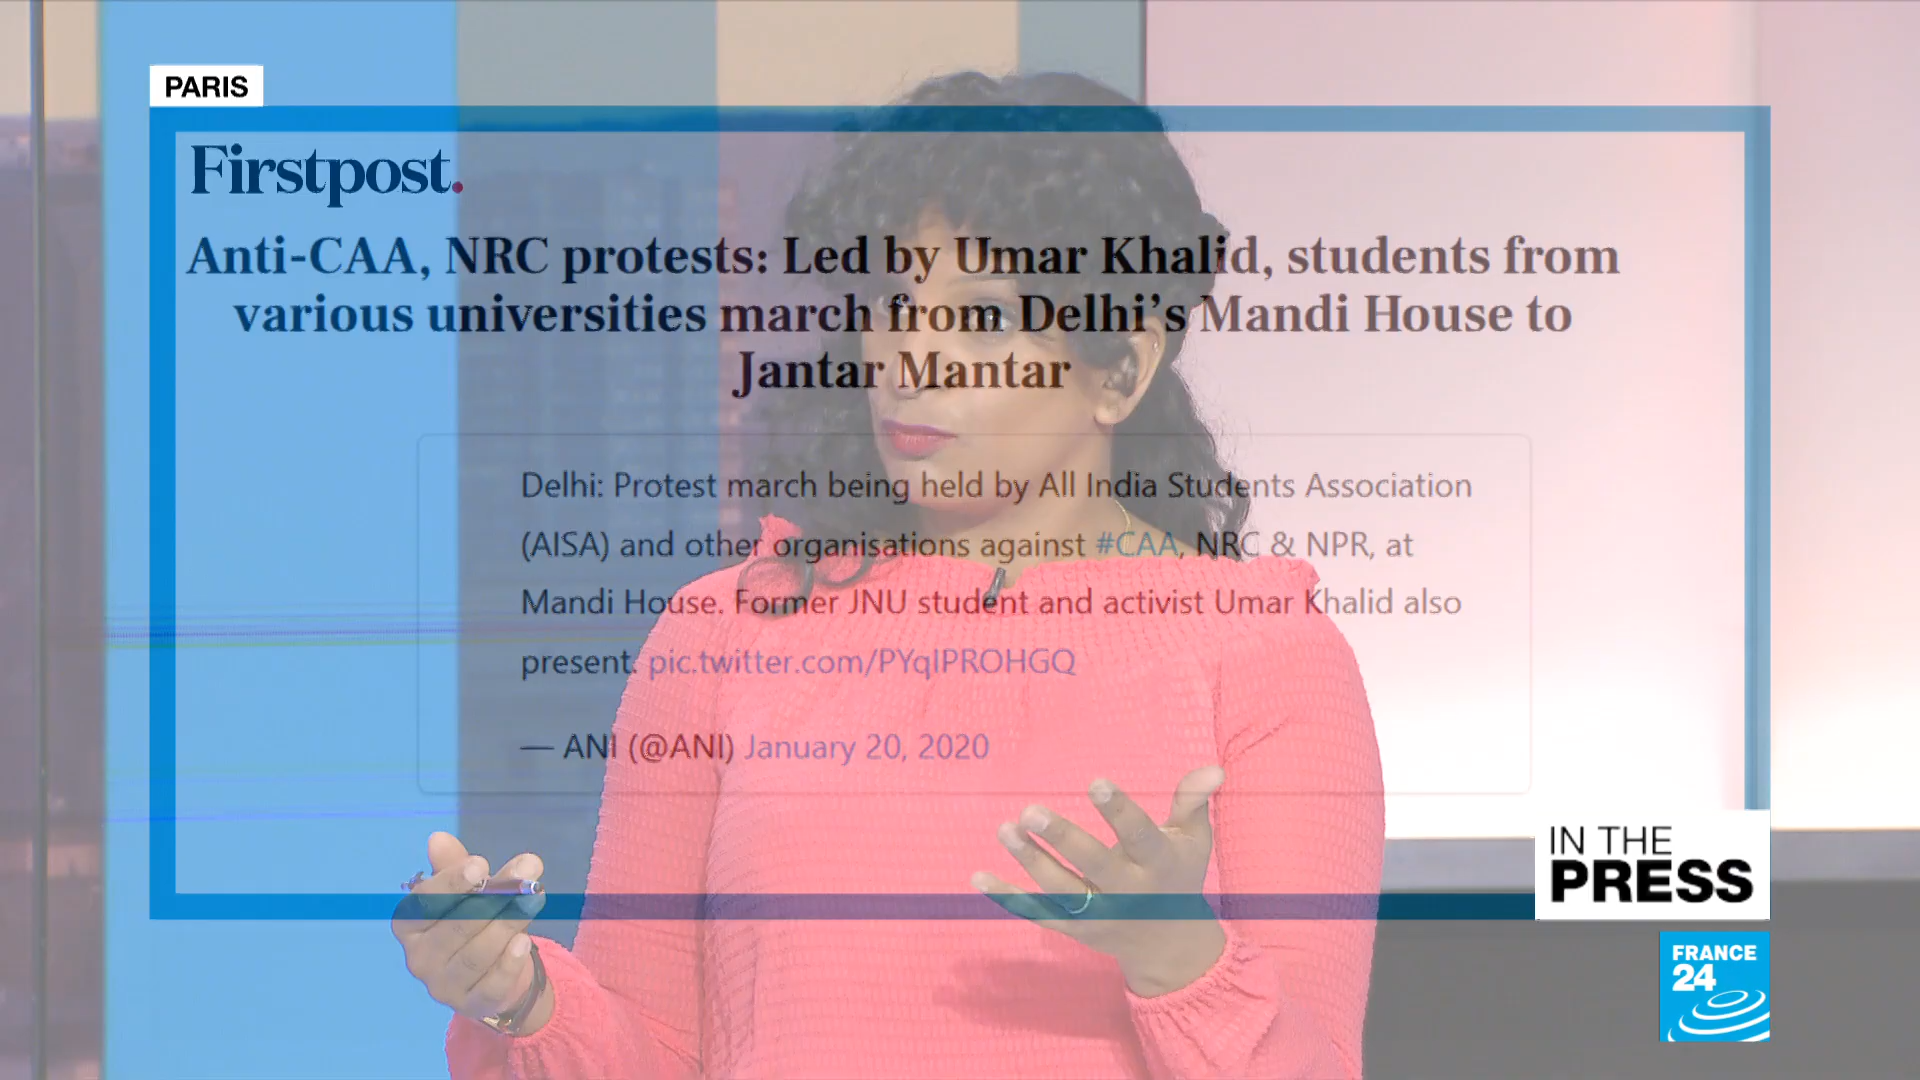 PARIS
Firstpost.
Anti-CAA, NRC protests: Led by Umar Khalid, students from
various universities march from Delhi's Mandi House to
Jantar Mantar
Delhi: Protest march being held by All India Students Association
(AISA) and other organisations against #CAA, NRC & NPR, at
Mandi House. Former JNU student and activist Umar Khalid also
present. pic.twitter.com/PYqlPROHGQ
— ANI (@ANI) January 20, 2020
IN THE
PRESS
FRANCE
24